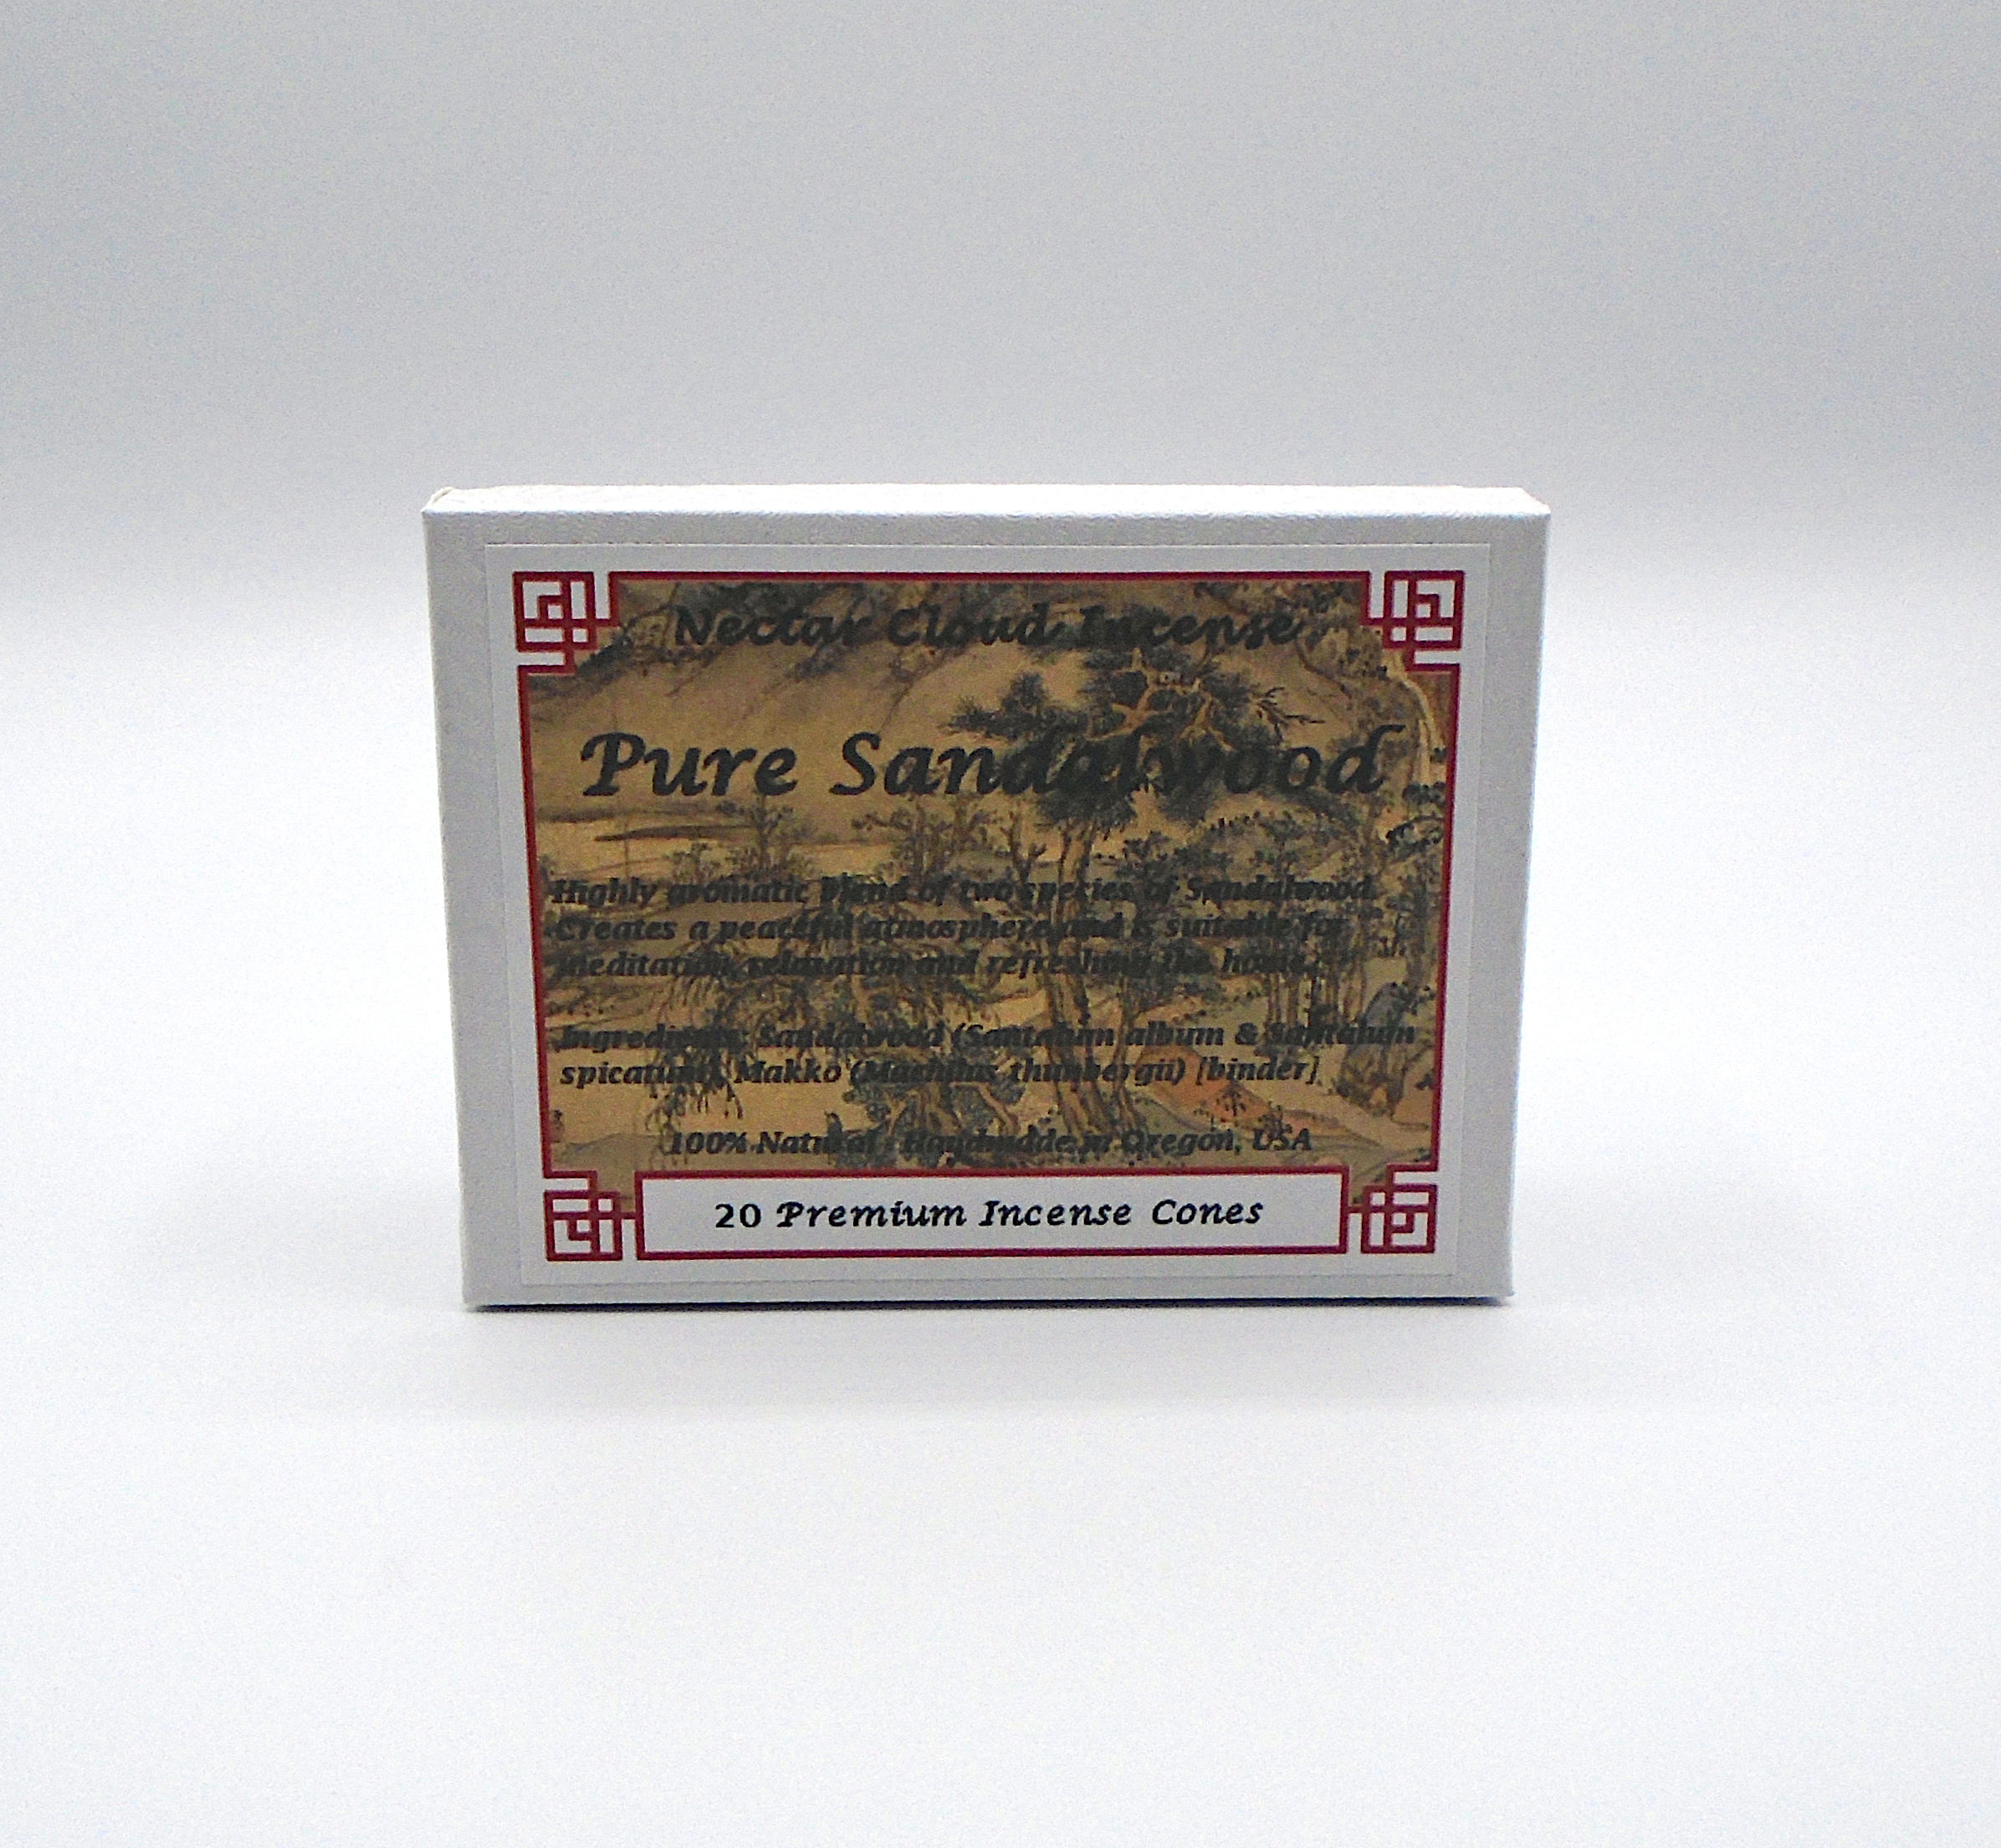 Nectar Cloud Incense
Pure Sandalwood
Highly aromatic blend of two species of Sandalwood.
Creates a peaceful atmosphere and is suitable for
meditation, relaxation and refreshing the home.
Ingredients: Sandalwood (Santalum album & Santalum
spicatum), Makko (Machilus thunbergii) [binder]
100% Natural - Handmade in Oregon, USA
20 Premium Incense Cones